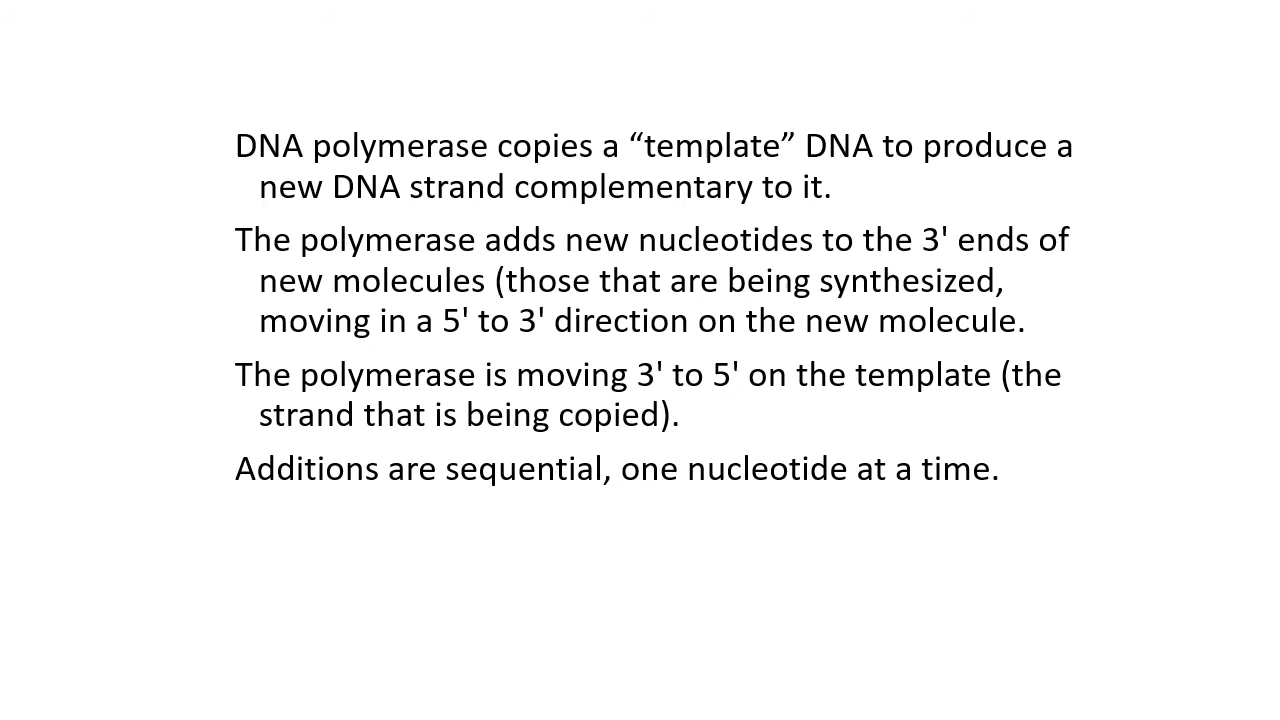 DNA polymerase copies a “template” DNA to produce a
new DNA strand complementary to it.
The polymerase adds new nucleotides to the 3' ends of
new molecules (those that are being synthesized,
moving in a 5' to 3' direction on the new molecule.
The polymerase is moving 3' to 5' on the template (the
strand that is being copied).
Additions are sequential, one nucleotide at a time.